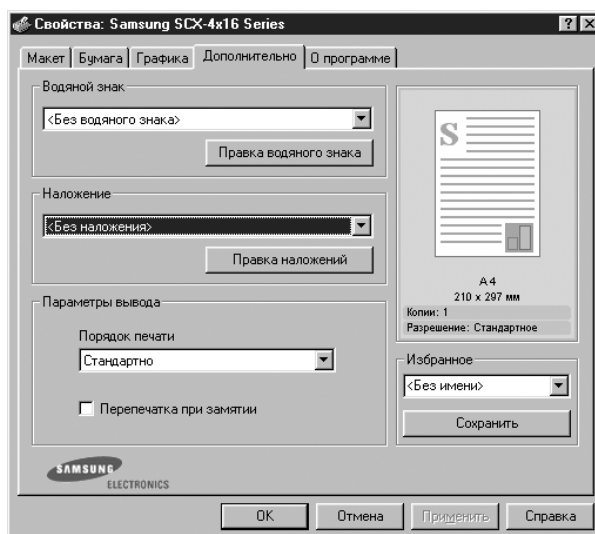 Свойства: Samsung SCX-4x16 Series
Макет Бумага Графика Дополнительно О программе
Водяной знак
<Без водяного знака>
Правка водяного знака
Наложение
<Без наложения>
Правка наложений
Параметры вывода
Порядок печати
Стандартно
Перепечатка при замятии
S
A4
210 x 297 мм
Копии: 1
Разрешение: Стандартное
Избранное
<Без имени>
Сохранить
SAMSUNG
ELECTRONICS
OK Отмена Применить Справка